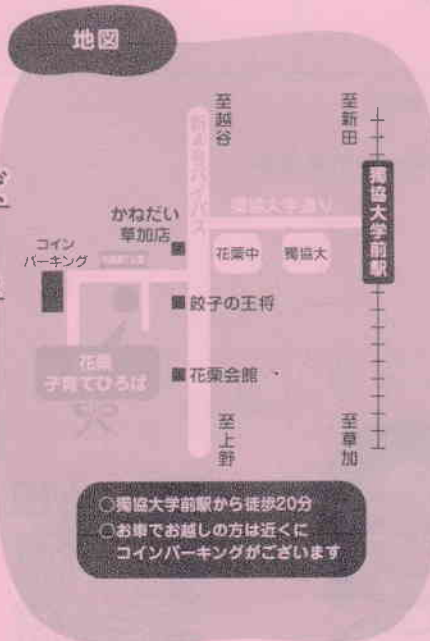 地図
至越谷
至新田
新草加バイパス
獨協大学通り
獨協大学前駅
かねだい
草加店
花栗中
獨協大
コイン
パーキング
餃子の王将
花栗
子育てひろば
花栗会館
至上野
至草加
○獨協大学前駅から徒歩20分
○お車でお越しの方は近くに
コインパーキングがございます